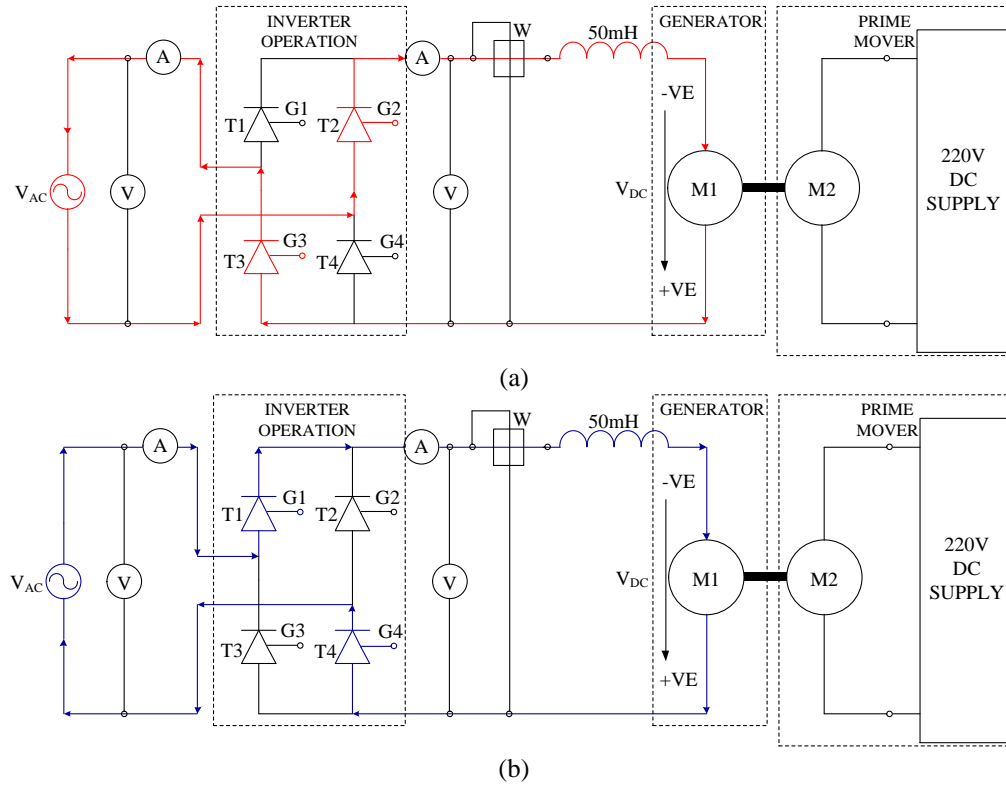 INVERTER
OPERATION
GENERATOR
PRIME
MOVER
W
50mH
A
A
G1
G2
T1
T2
-VE
V_AC
V
V
V_DC
M1
M2
220V
DC
SUPPLY
G3
G4
T3
T4
+VE
(a)
INVERTER
OPERATION
GENERATOR
PRIME
MOVER
W
50mH
A
A
G1
G2
T1
T2
-VE
V_AC
V
V
V_DC
M1
M2
220V
DC
SUPPLY
G3
G4
T3
T4
+VE
(b)